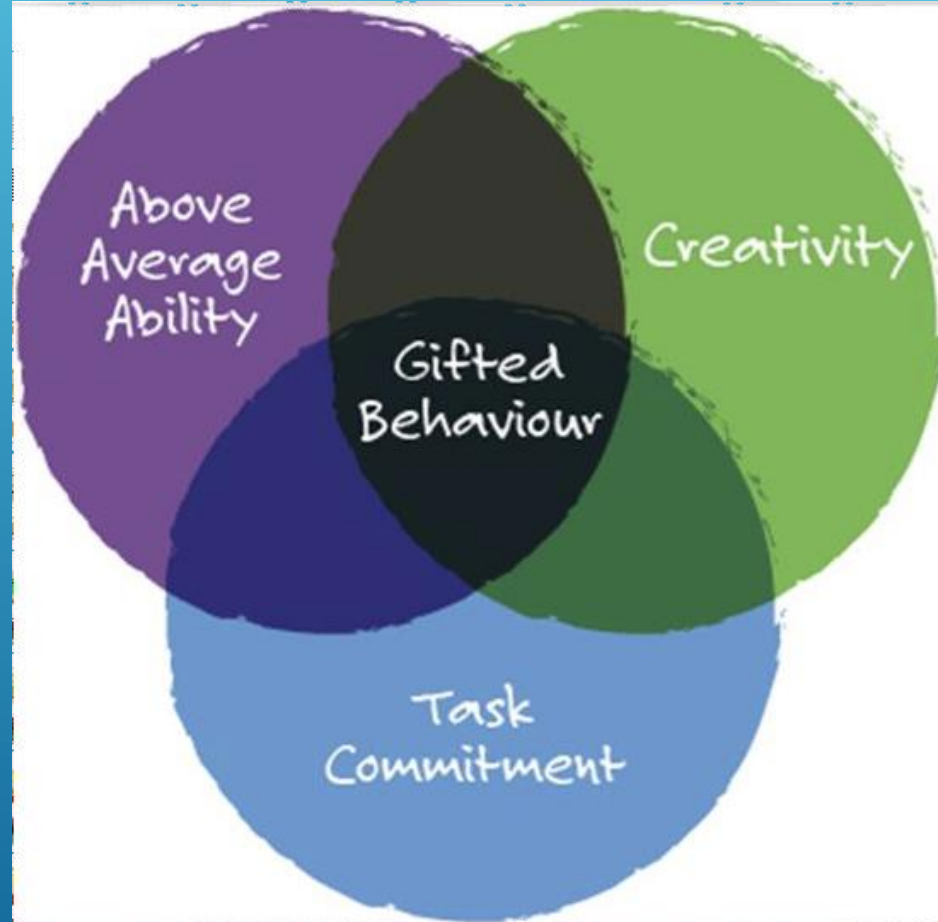 Above
Average
Ability
Creativity
Gifted
Behaviour
Task
Commitment